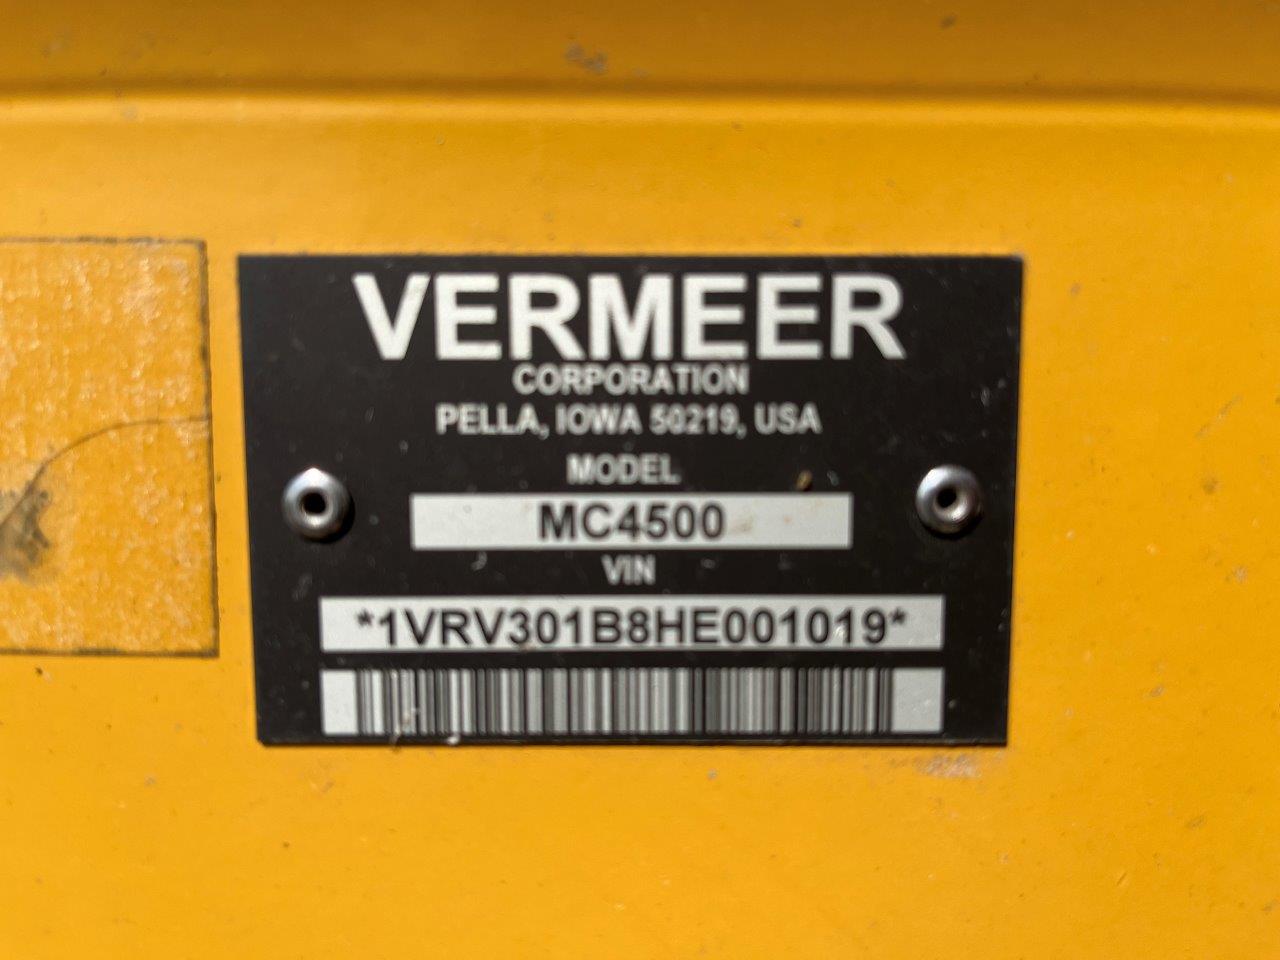 VERMEER
CORPORATION
PELLA, IOWA 50219, USA
MODEL
MC4500
VIN
*1VRV301B8HE001019*